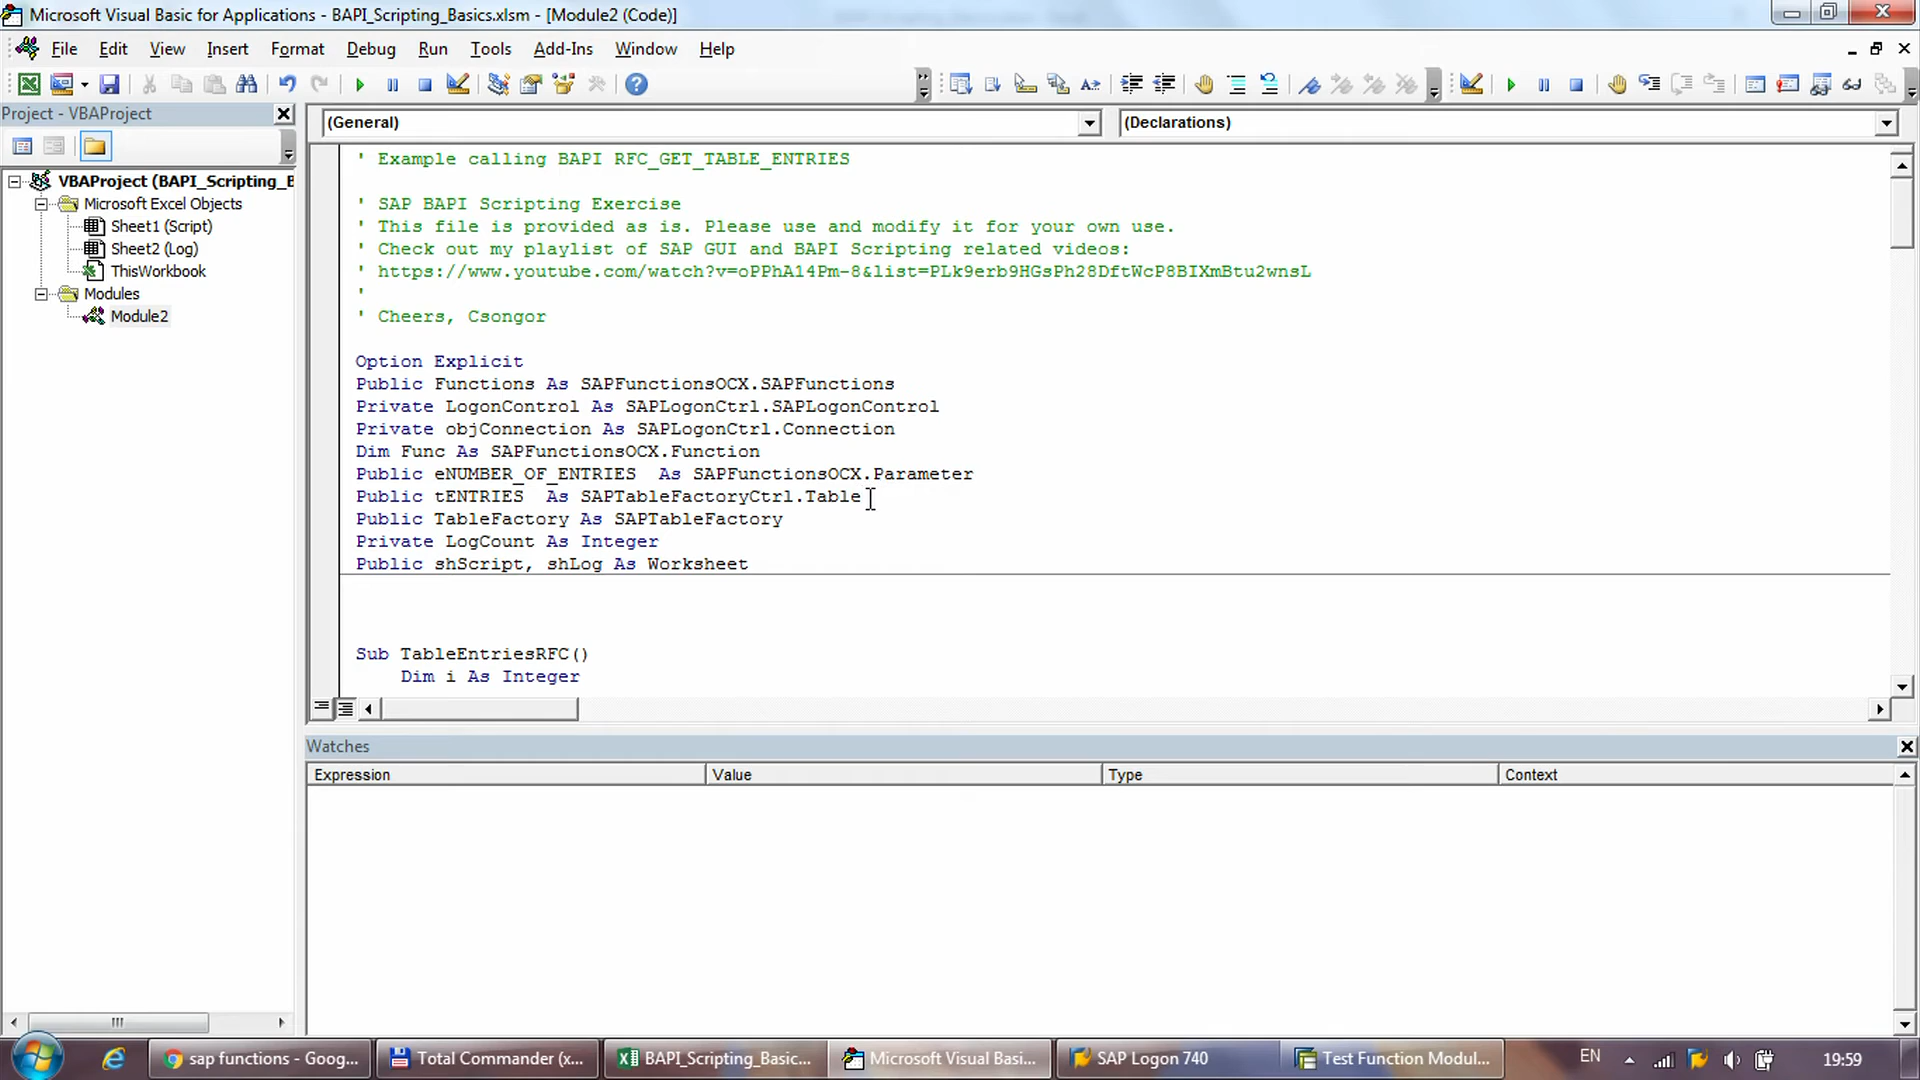 Microsoft Visual Basic for Applications - BAPI_Scripting_Basics.xlsm - [Module2 (Code)]
File Edit View Insert Format Debug Run Tools Add-Ins Window Help
Project - VBAProject
VBAProject (BAPI_Scripting_B
Microsoft Excel Objects
Sheet1 (Script)
Sheet2 (Log)
ThisWorkbook
Modules
Module2
(General) (Declarations)
' Example calling BAPI RFC_GET_TABLE_ENTRIES
' SAP BAPI Scripting Exercise
' This file is provided as is. Please use and modify it for your own use.
' Check out my playlist of SAP GUI and BAPI Scripting related videos:
' https://www.youtube.com/watch?v=oPPhA14Pm-8&list=PLk9erb9HGsPh28DftWcP8BIXmBtu2wnsL
'
' Cheers, Csongor
Option Explicit
Public Functions As SAPFunctionsOCX.SAPFunctions
Private LogonControl As SAPLogonCtrl.SAPLogonControl
Private objConnection As SAPLogonCtrl.Connection
Dim Func As SAPFunctionsOCX.Function
Public eNUMBER_OF_ENTRIES  As SAPFunctionsOCX.Parameter
Public tENTRIES  As SAPTableFactoryCtrl.Table
Public TableFactory As SAPTableFactory
Private LogCount As Integer
Public shScript, shLog As Worksheet
Sub TableEntriesRFC()
Dim i As Integer
Watches
Expression Value Type Context
sap functions - Goog...
Total Commander (x...
BAPI_Scripting_Basic...
Microsoft Visual Basi...
SAP Logon 740
Test Function Modul...
EN
19:59